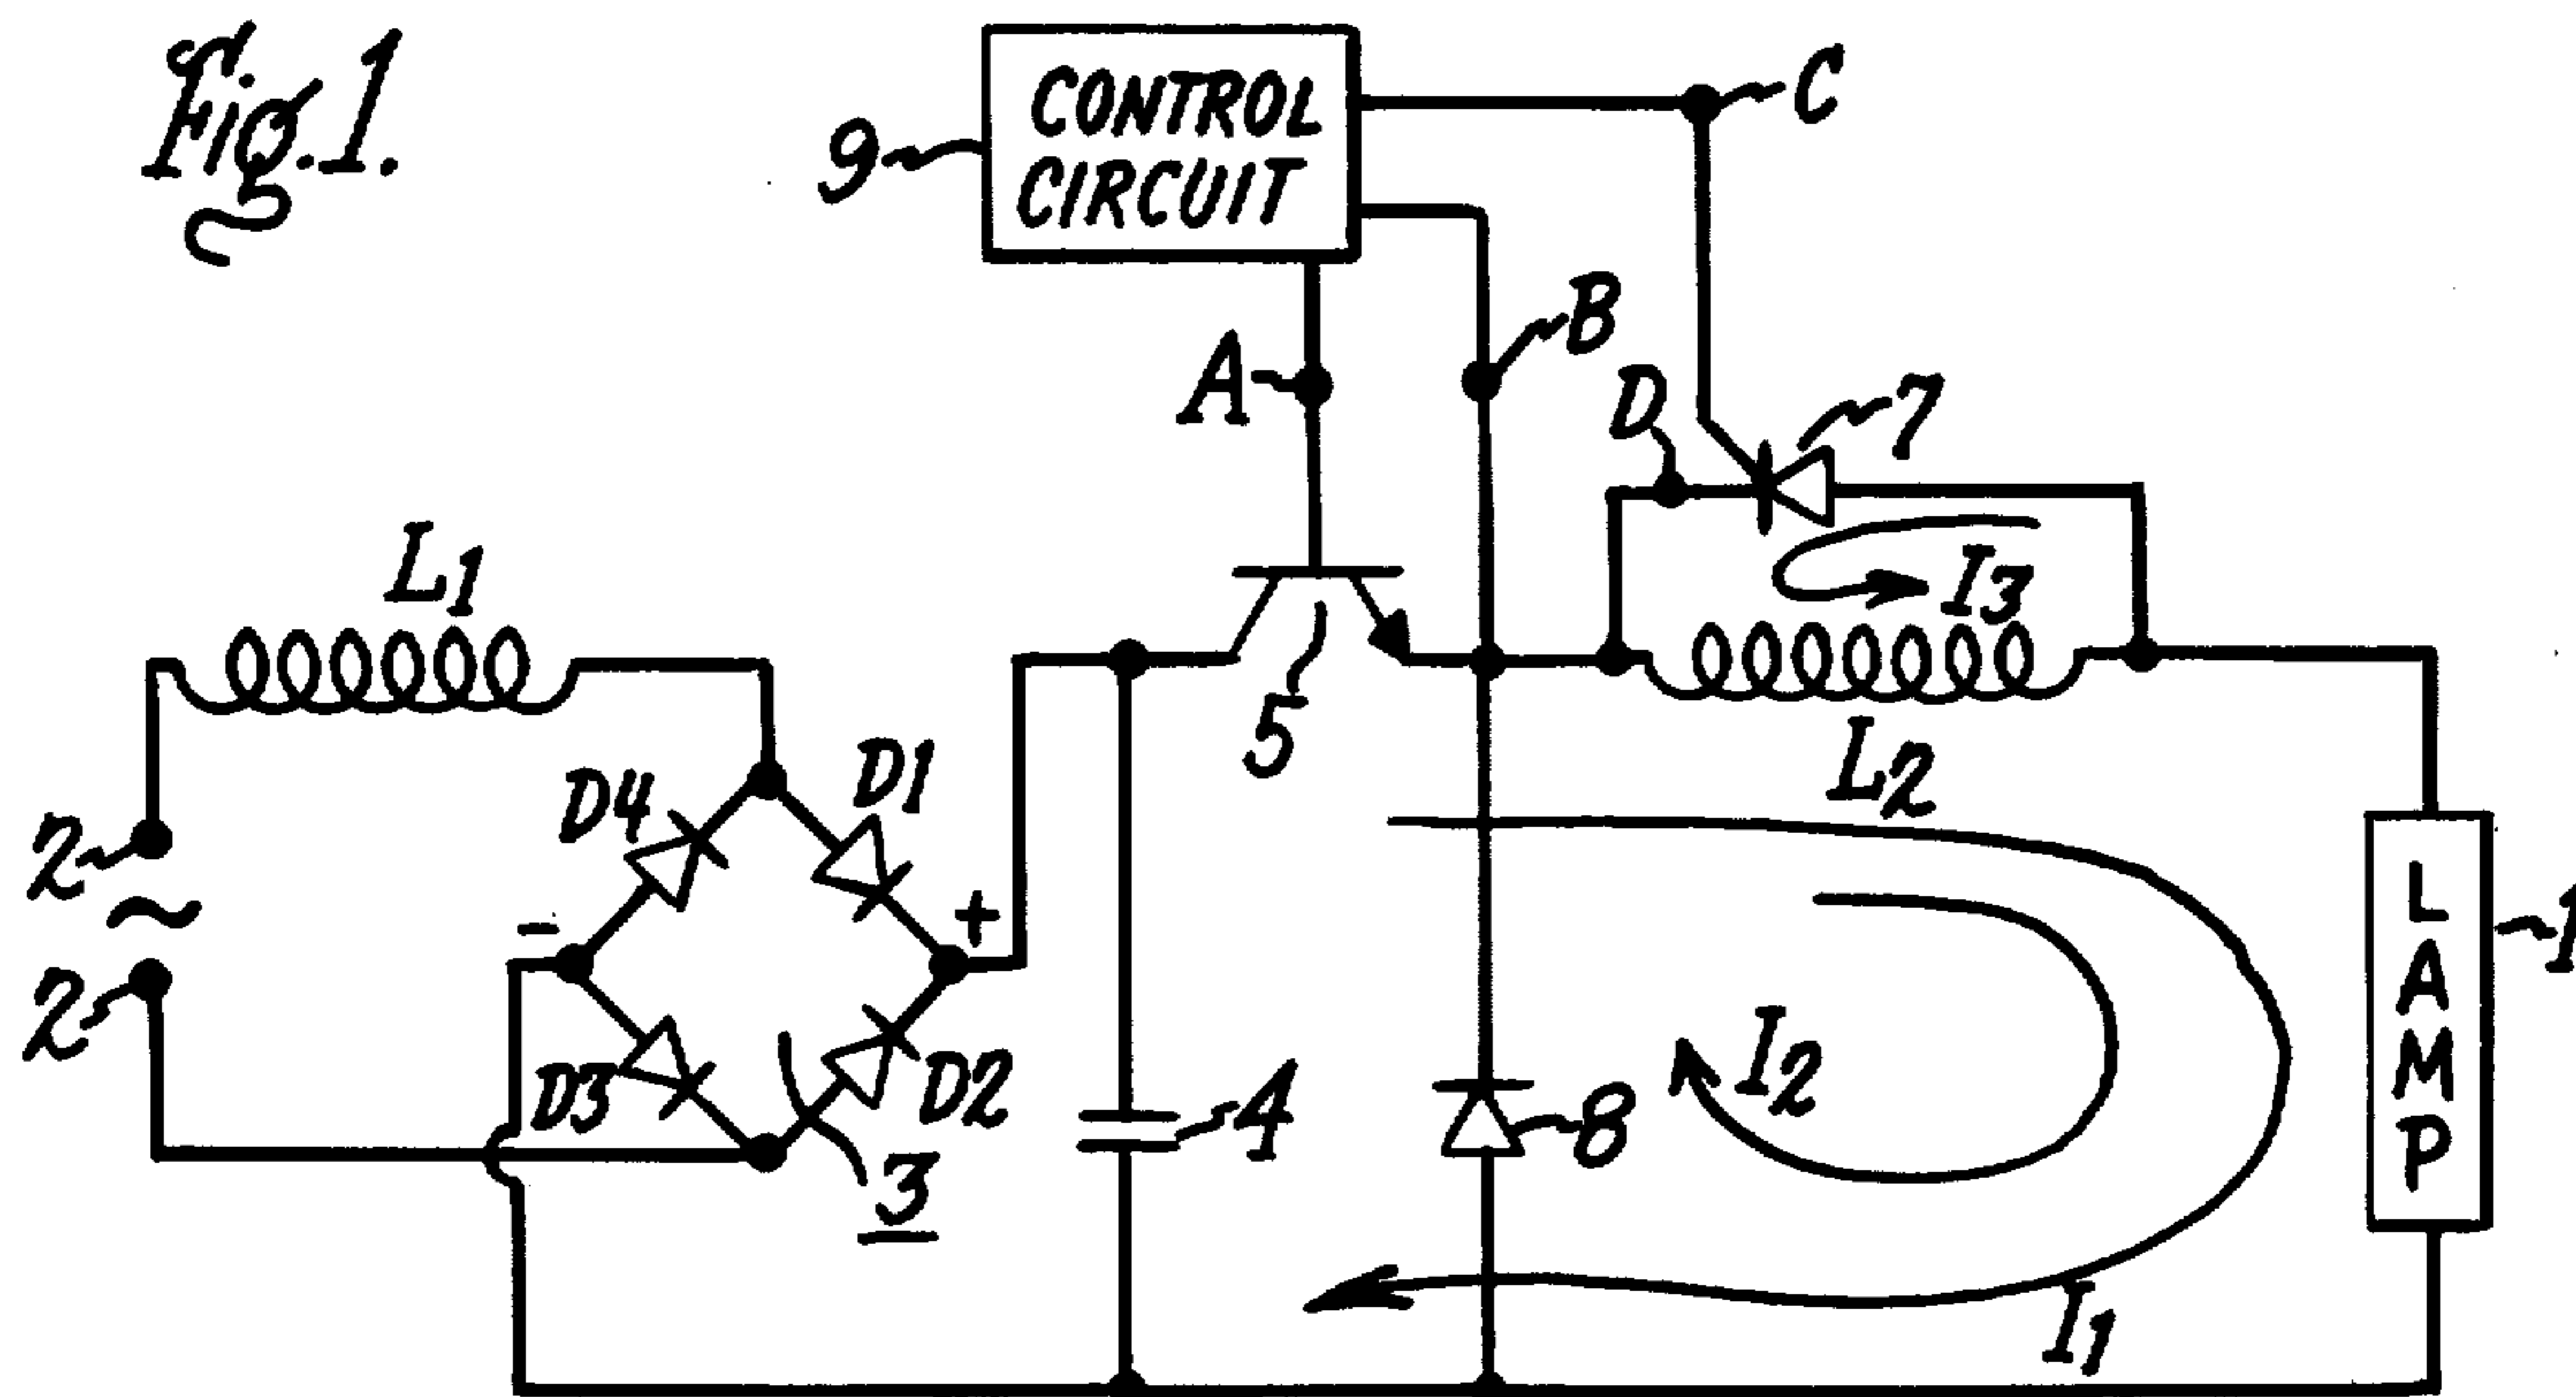 Fig. 1.
CONTROL
CIRCUIT
9
C
B
A
D
7
L1
I3
5
L2
D4
D1
2
~
2
-
+
D3
D2
3
4
8
I2
I1
LAMP
1